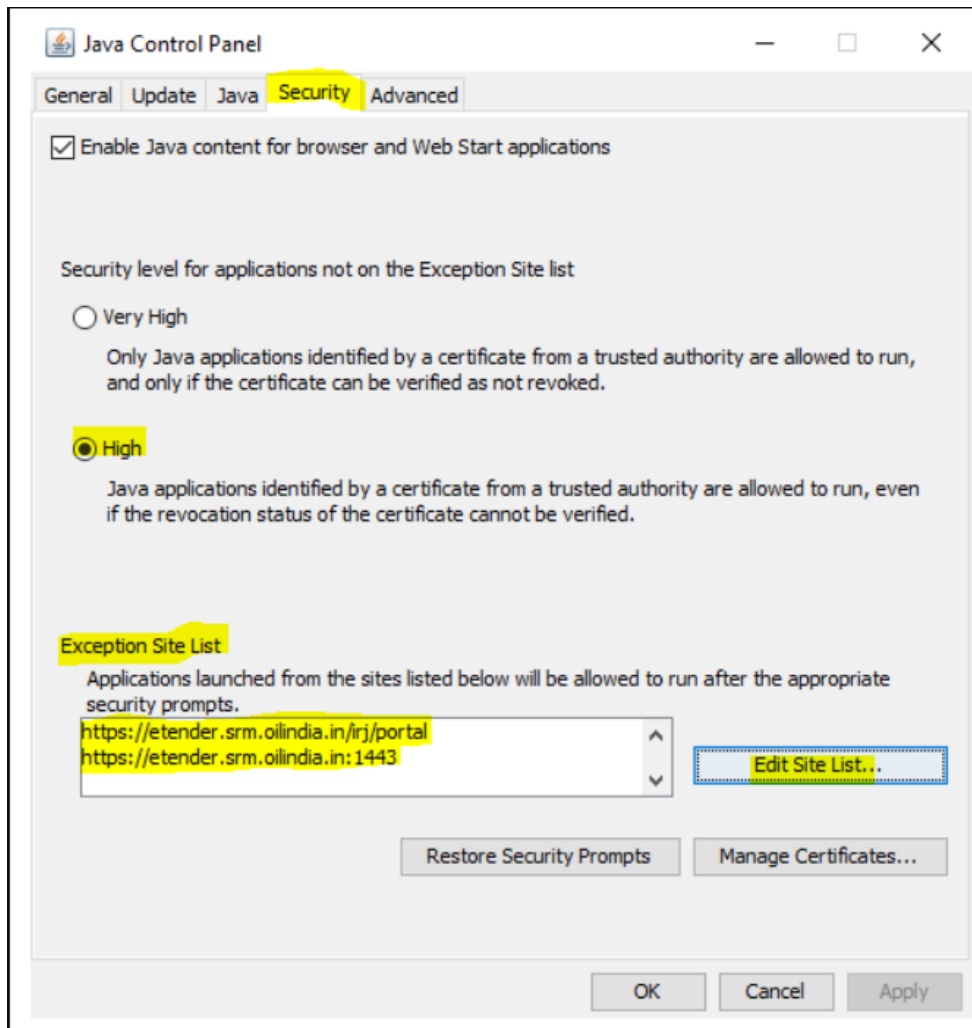 Java Control Panel
General Update Java Security Advanced
Enable Java content for browser and Web Start applications
Security level for applications not on the Exception Site list
Very High
Only Java applications identified by a certificate from a trusted authority are allowed to run,
and only if the certificate can be verified as not revoked.
High
Java applications identified by a certificate from a trusted authority are allowed to run, even
if the revocation status of the certificate cannot be verified.
Exception Site List
Applications launched from the sites listed below will be allowed to run after the appropriate
security prompts.
https://etender.srm.oilindia.in/irj/portal
https://etender.srm.oilindia.in:1443
Edit Site List...
Restore Security Prompts Manage Certificates...
OK Cancel Apply